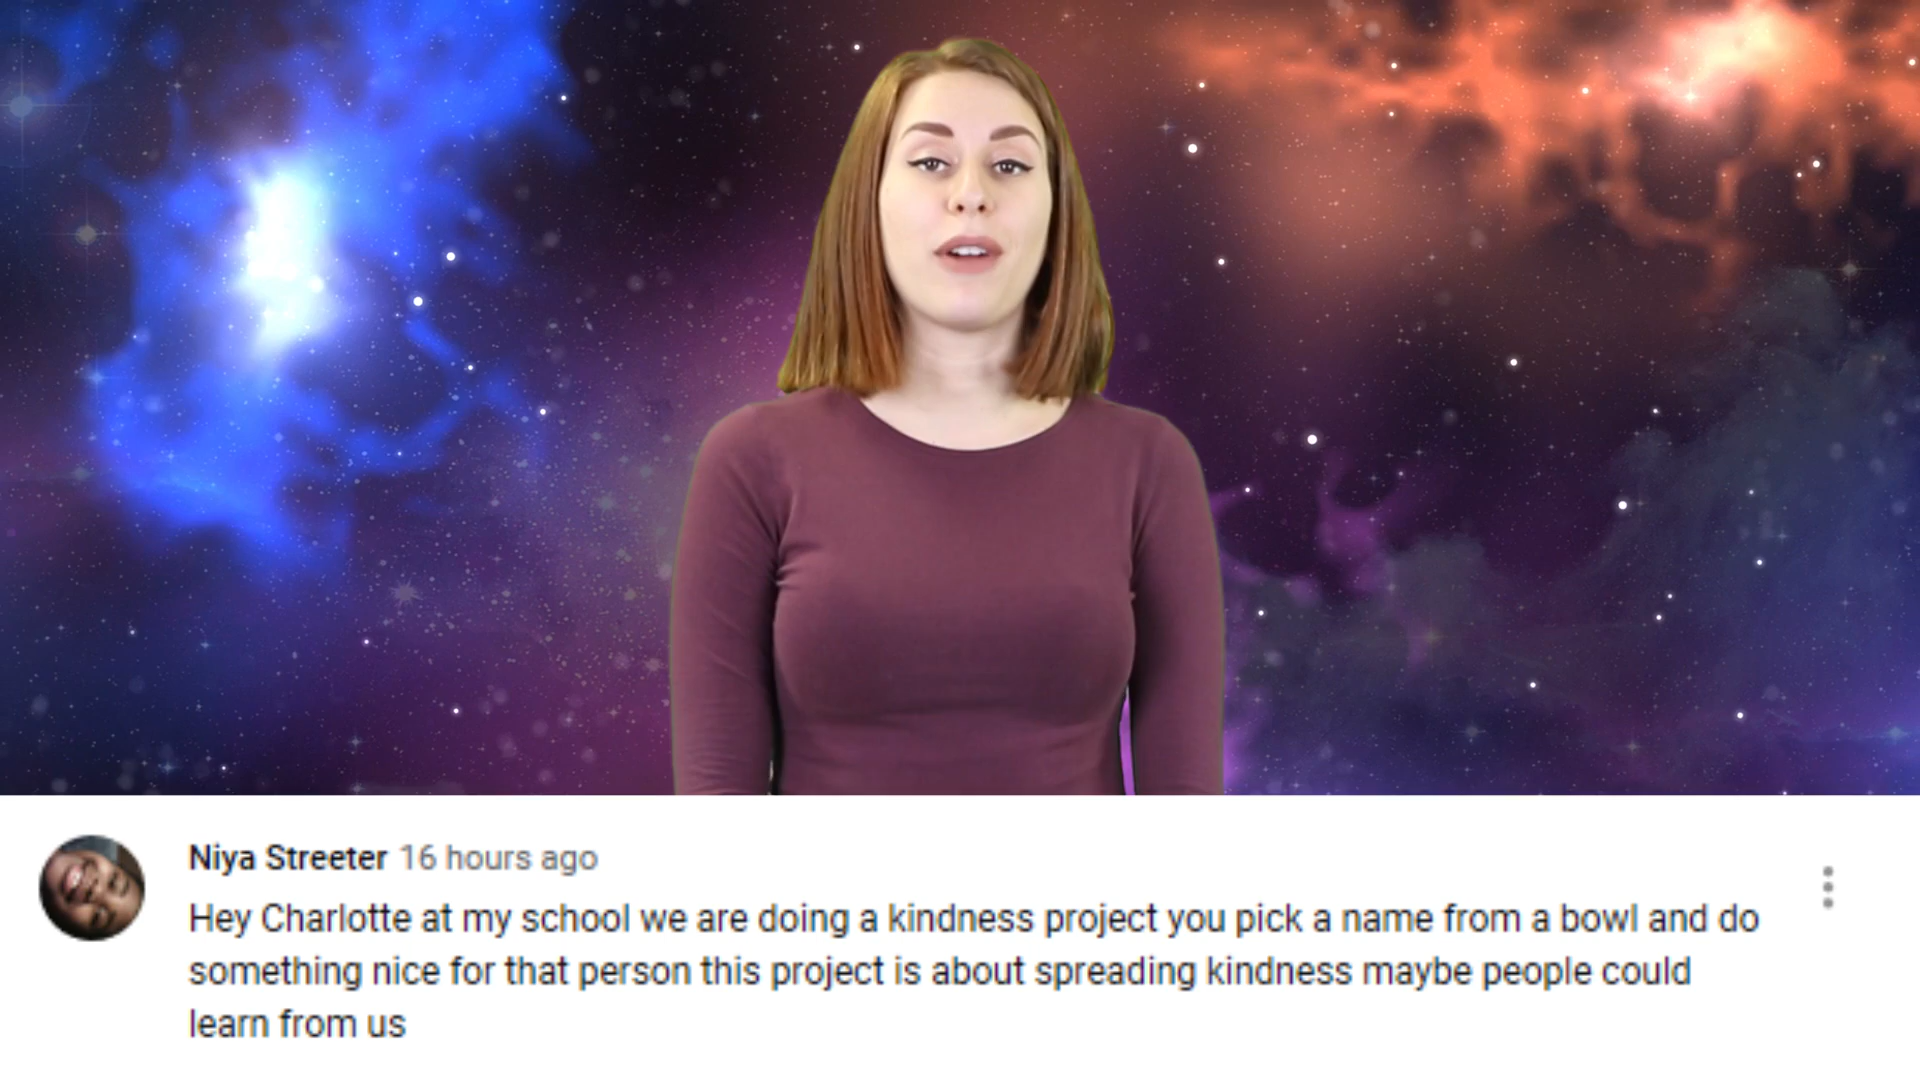 Niya Streeter 16 hours ago
Hey Charlotte at my school we are doing a kindness project you pick a name from a bowl and do
something nice for that person this project is about spreading kindness maybe people could
learn from us